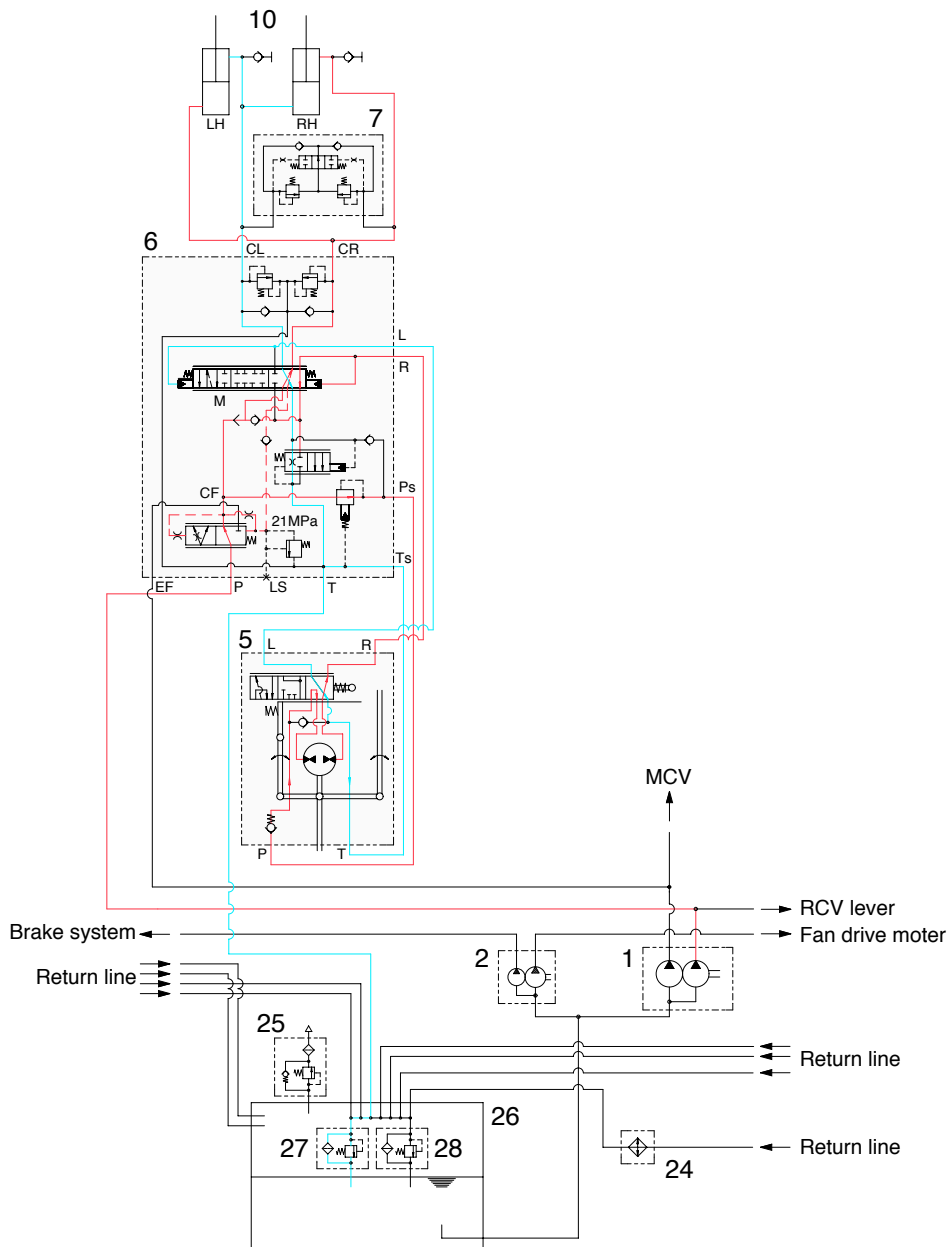 10
LH
RH
7
6
CL
CR
L
R
M
CF
Ps
21MPa
Ts
EF
P
LS
T
5
L
R
MCV
P
T
RCV lever
Brake system
2
1
Fan drive moter
Return line
25
Return line
26
27
28
24
Return line